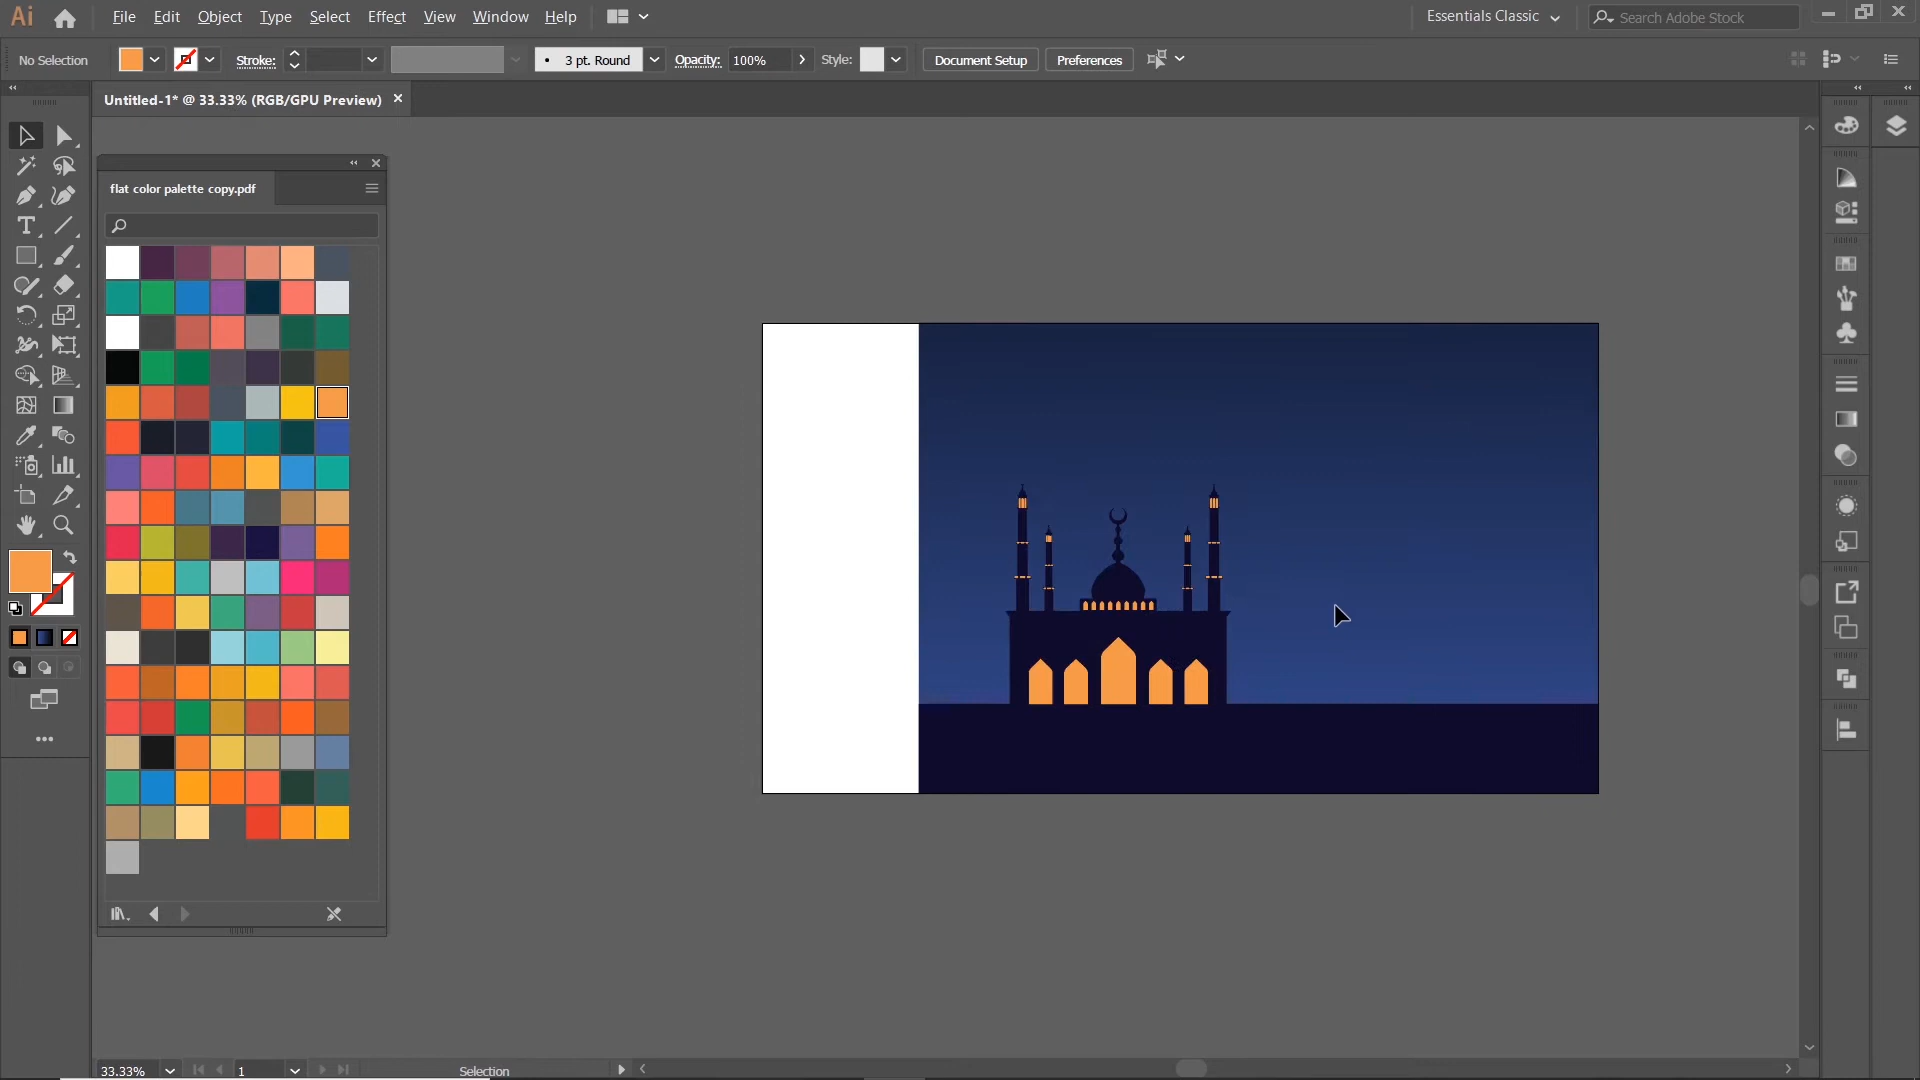 Ai File Edit Object Type Select Effect View Window Help Essentials Classic Search Adobe Stock
No Selection Stroke: 3 pt. Round Opacity: 100% Style: Document Setup Preferences
Untitled-1* @ 33.33% (RGB/GPU Preview)
flat color palette copy.pdf
33.33% 1 Selection